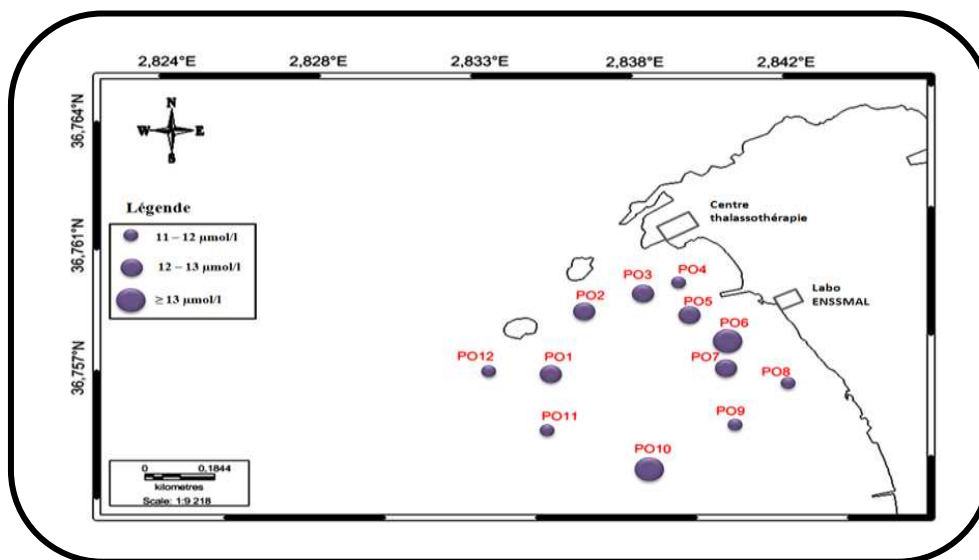 2,824°E 2,828°E 2,833°E 2,838°E 2,842°E
36,764°N
36,761°N
36,757°N
N
W E
S
Légende
11 – 12 µmol/l
12 – 13 µmol/l
≥ 13 µmol/l
Centre
thalassothérapie
Labo
ENSSMAL
PO4
PO3
PO2
PO5
PO6
PO12
PO1
PO7
PO8
PO11
PO9
PO10
0 0,1844
kilometres
Scale: 1:9 218